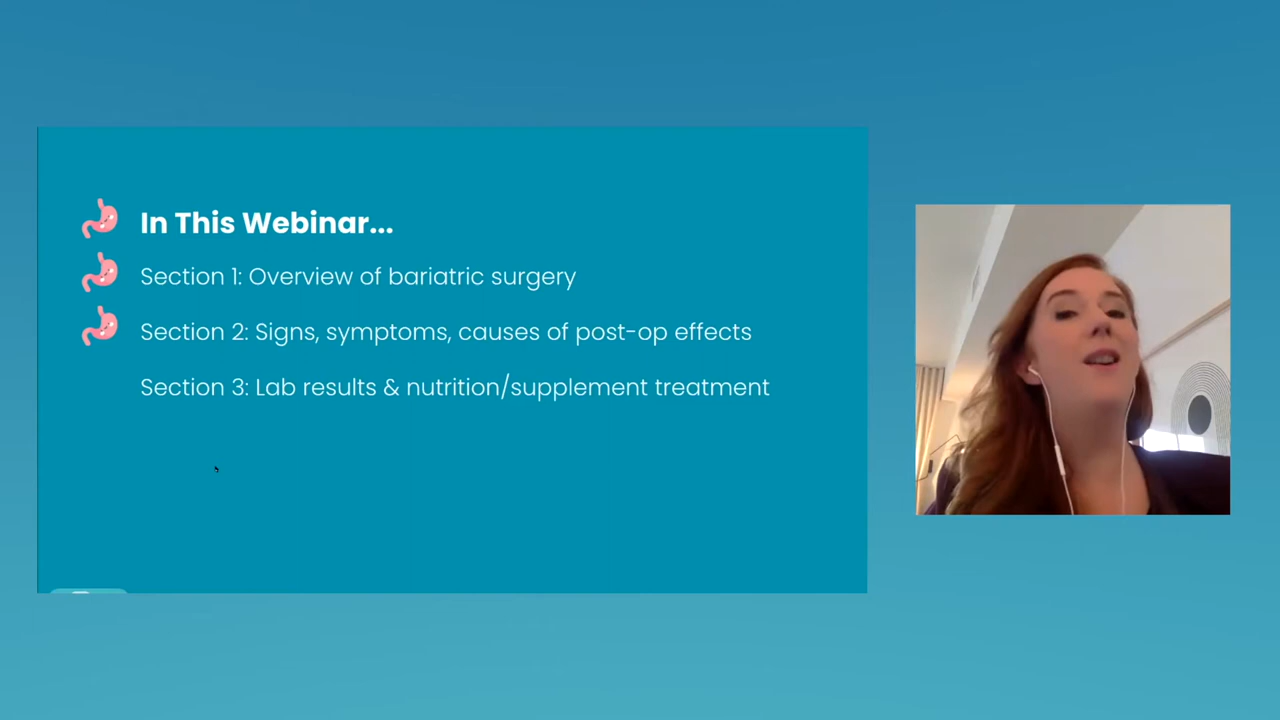 In This Webinar...
Section 1: Overview of bariatric surgery
Section 2: Signs, symptoms, causes of post-op effects
Section 3: Lab results & nutrition/supplement treatment